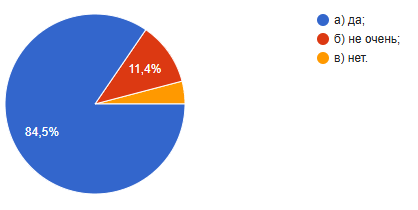 а) да;
б) не очень;
в) нет.
11,4%
84,5%